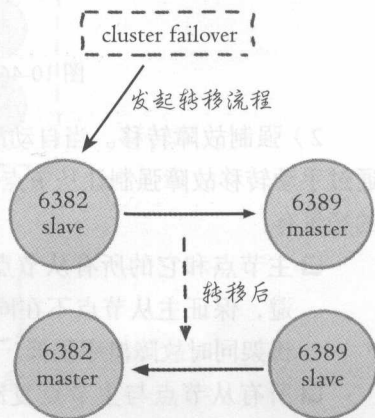 cluster failover
发起转移流程
6382
slave
6389
master
转移后
6382
master
6389
slave